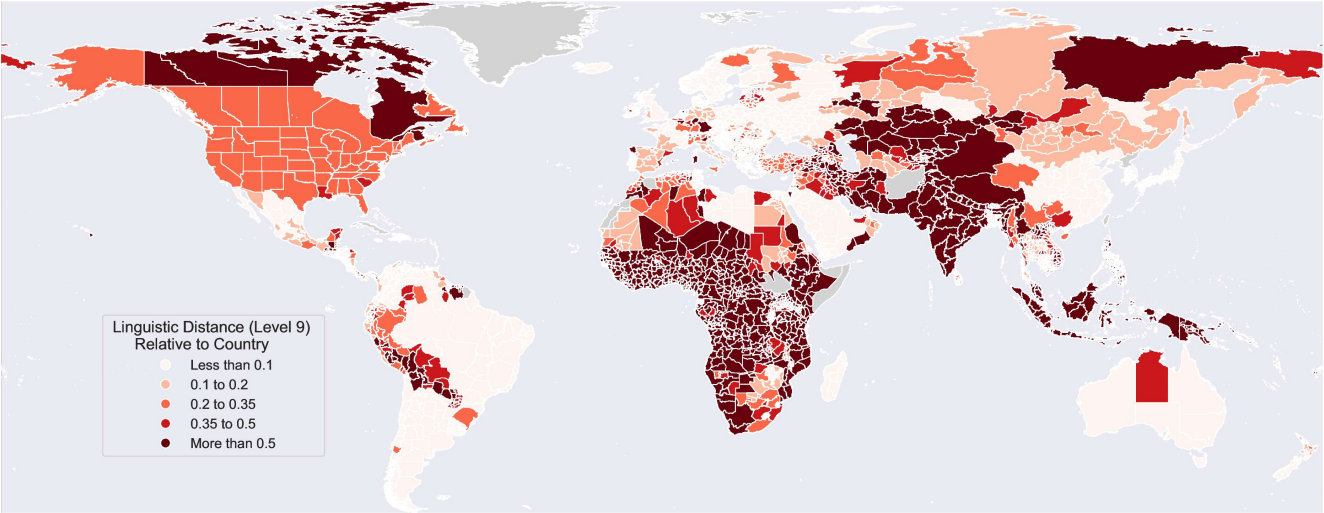 Linguistic Distance (Level 9)
Relative to Country
Less than 0.1
0.1 to 0.2
0.2 to 0.35
0.35 to 0.5
More than 0.5